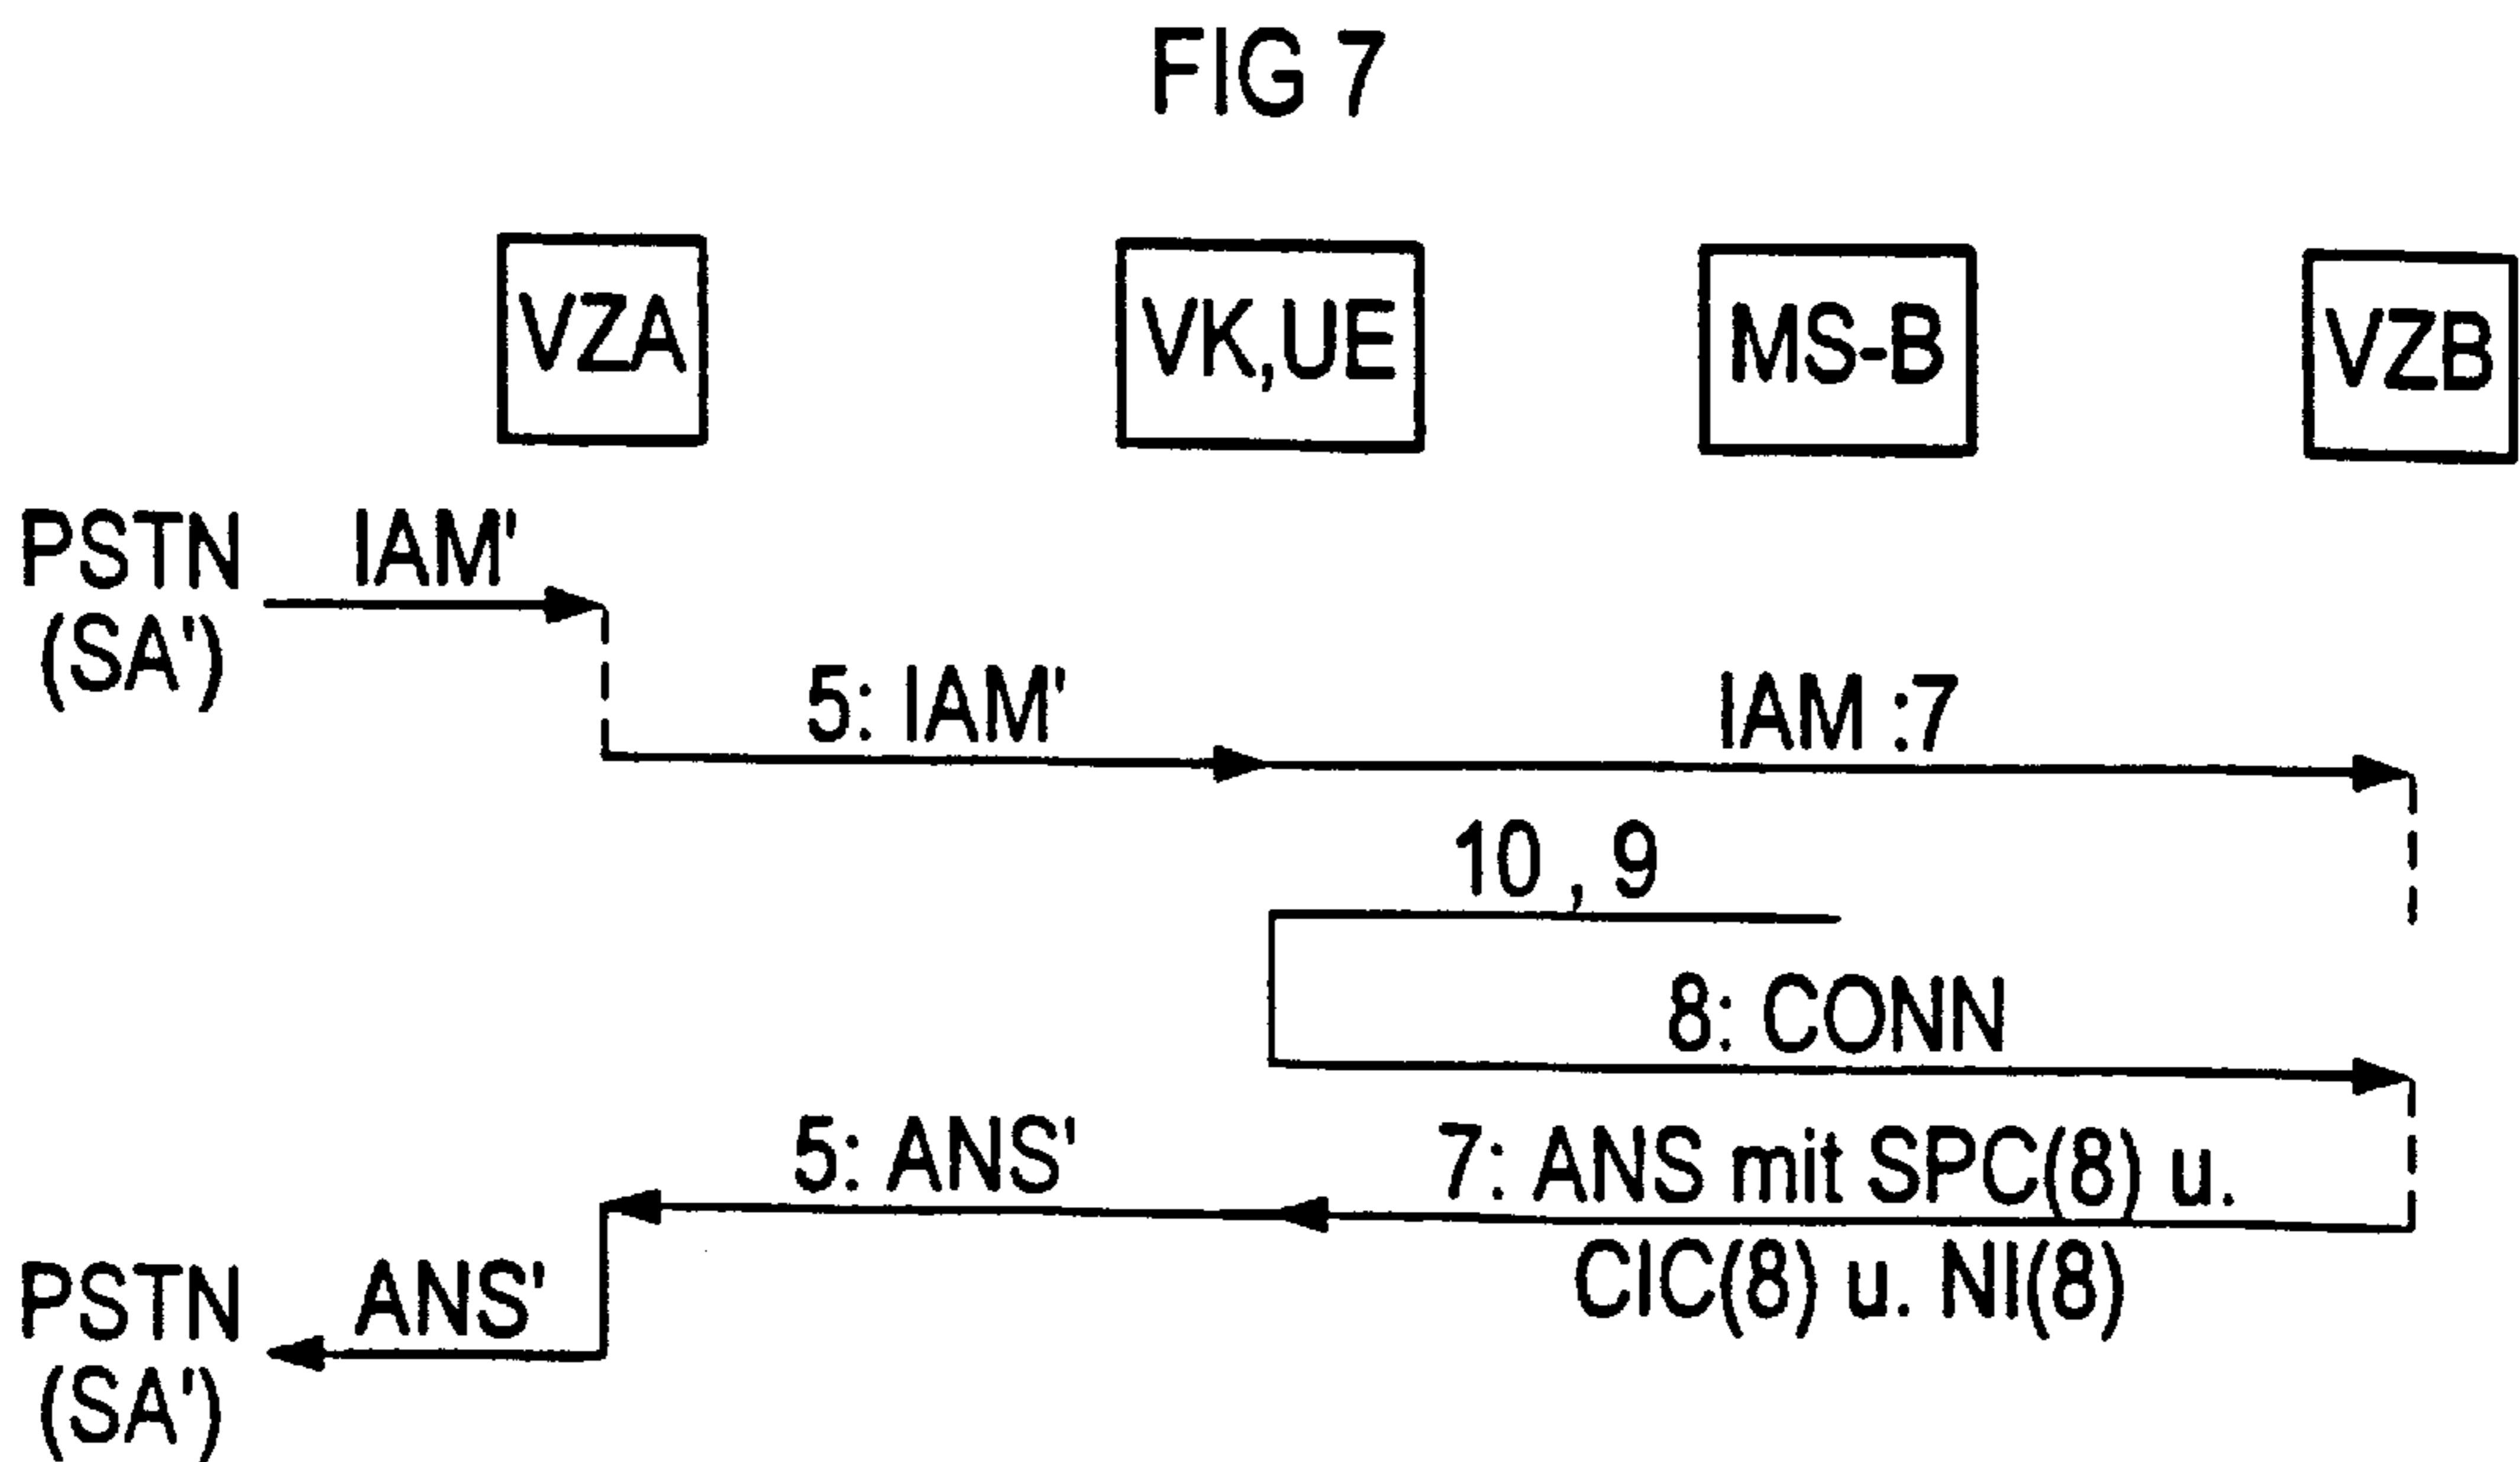 FIG 7
VZA
VK,UE
MS-B
VZB
PSTN
(SA')
IAM'
5: IAM'
IAM :7
10 , 9
8: CONN
5: ANS'
7: ANS mit SPC(8) u.
CIC(8) u. NI(8)
PSTN
(SA')
ANS'